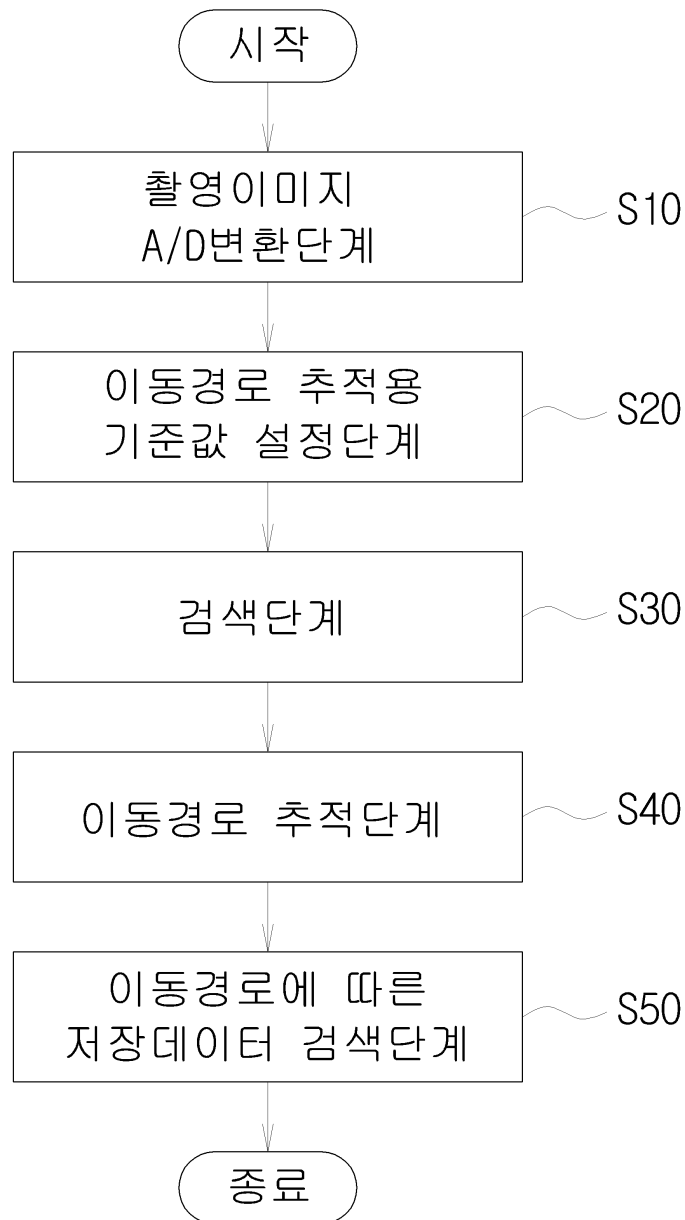 시작
촬영이미지
A/D변환단계
S10
이동경로 추적용
기준값 설정단계
S20
검색단계
S30
이동경로 추적단계
S40
이동경로에 따른
저장데이터 검색단계
S50
종료